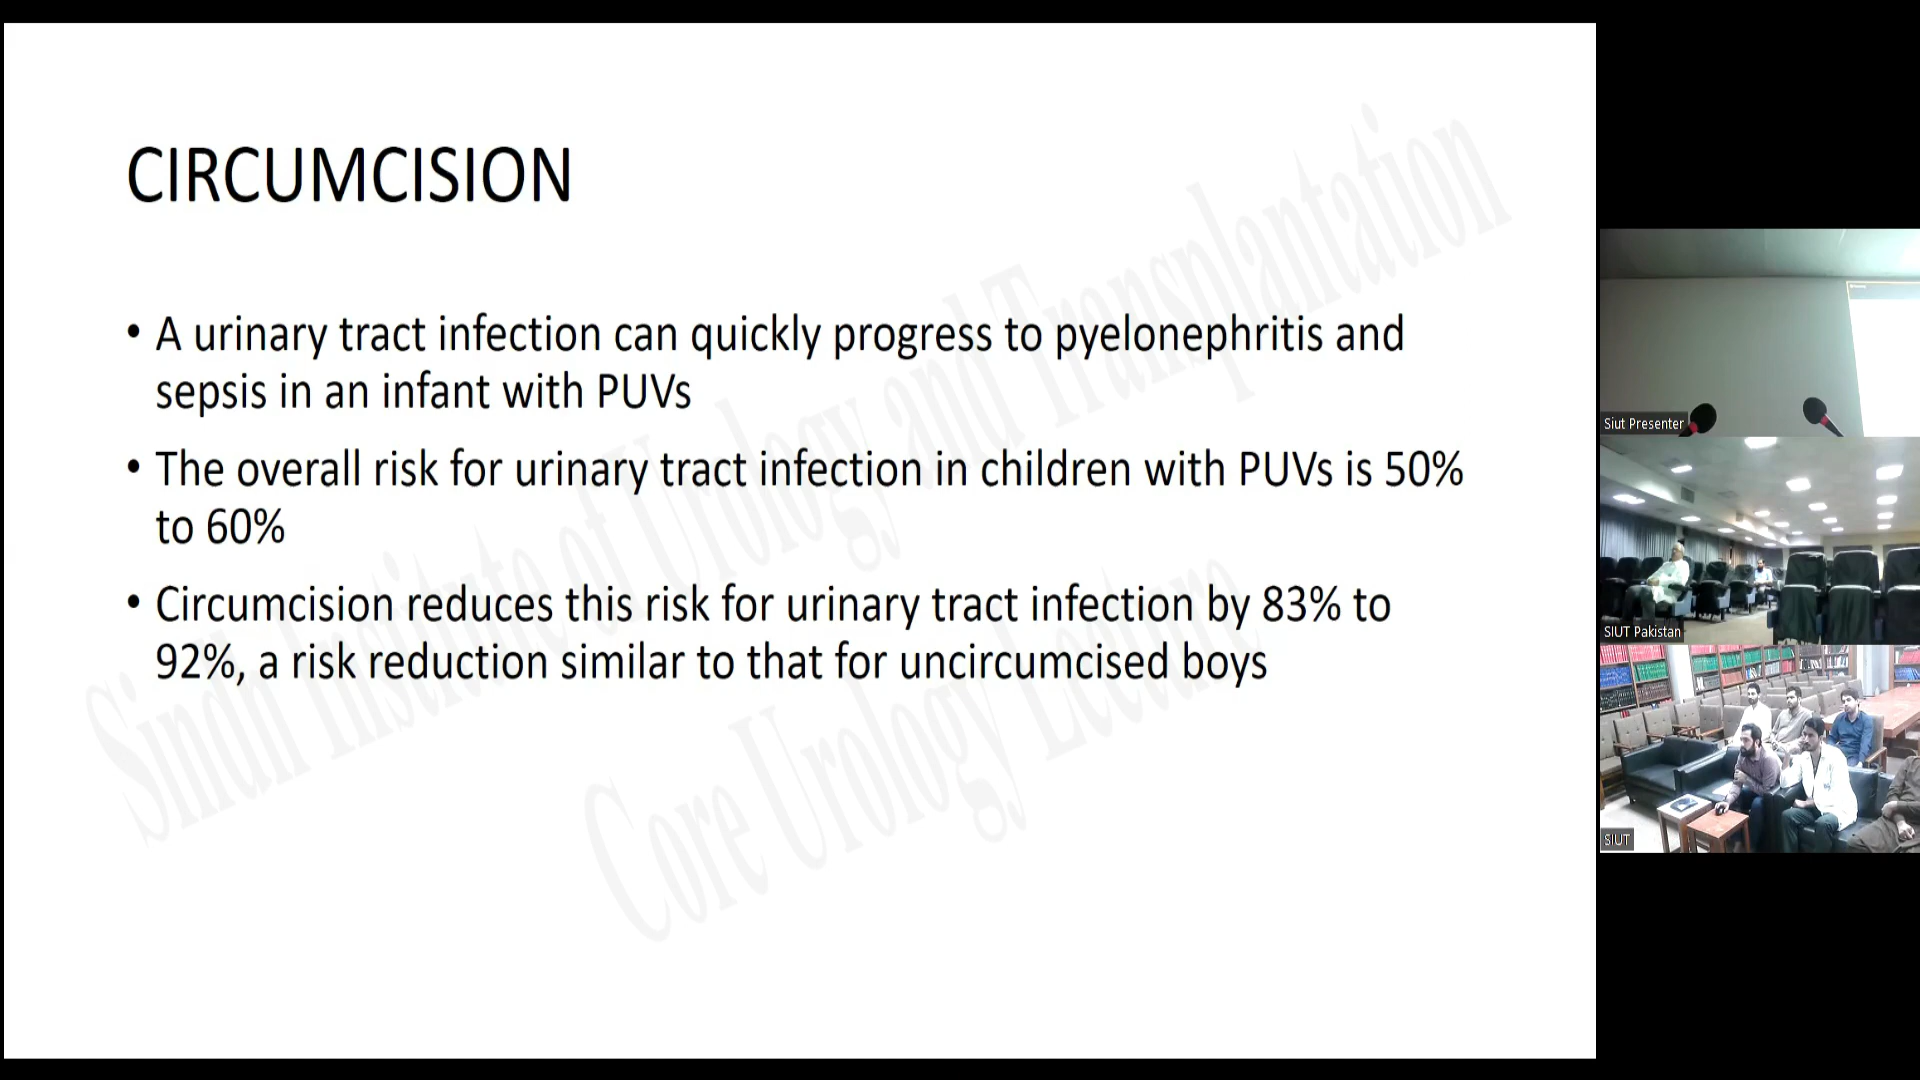 CIRCUMCISION
• A urinary tract infection can quickly progress to pyelonephritis and
sepsis in an infant with PUVs
• The overall risk for urinary tract infection in children with PUVs is 50%
to 60%
• Circumcision reduces this risk for urinary tract infection by 83% to
92%, a risk reduction similar to that for uncircumcised boys
Sindh Institute of Urology and Transplantation
Core Urology Lecture
Siut Presenter
SIUT Pakistan
SIUT